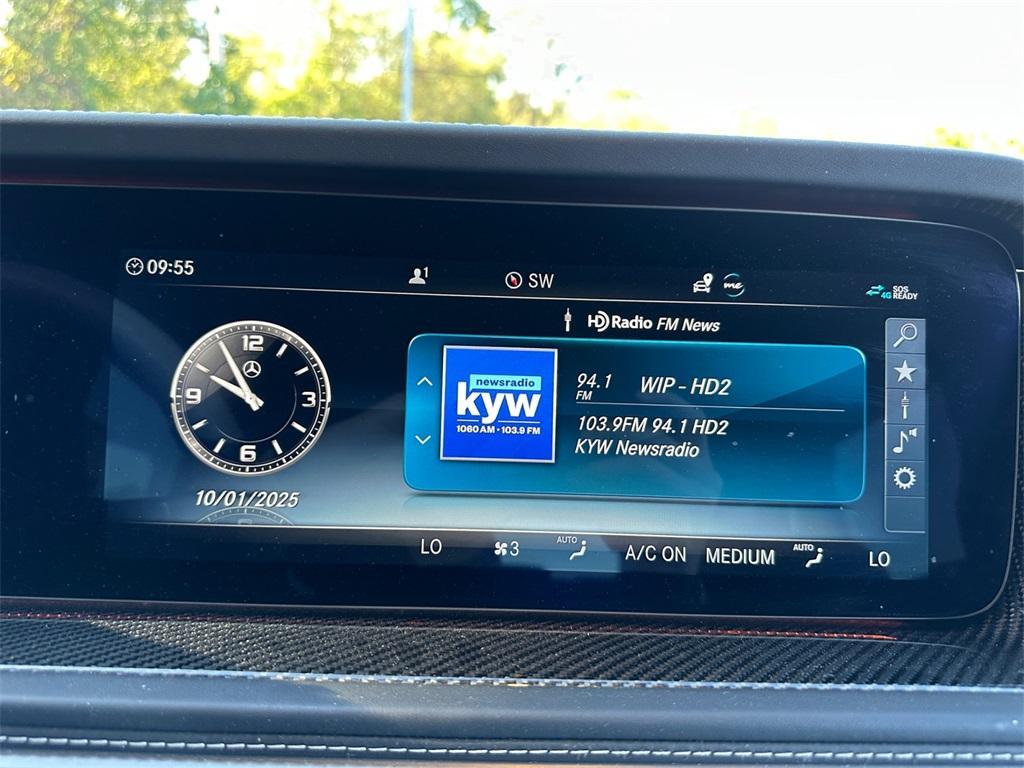 09:55
1
SW
me
SOS
4G READY
HD Radio FM News
12
3
6
9
newsradio
kyw
1060 AM • 103.9 FM
94.1
FM
WIP - HD2
103.9FM 94.1 HD2
KYW Newsradio
10/01/2025
LO
3
AUTO
A/C ON
MEDIUM
AUTO
LO